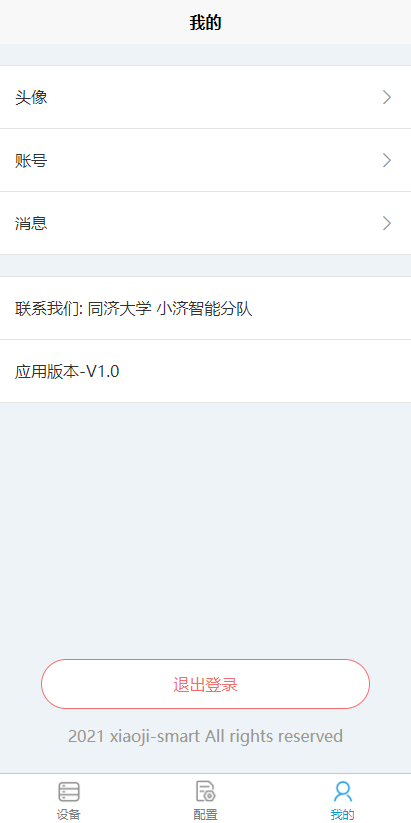 我的
头像
账号
消息
联系我们: 同济大学 小济智能分队
应用版本-V1.0
退出登录
2021 xiaoji-smart All rights reserved
设备
配置
我的